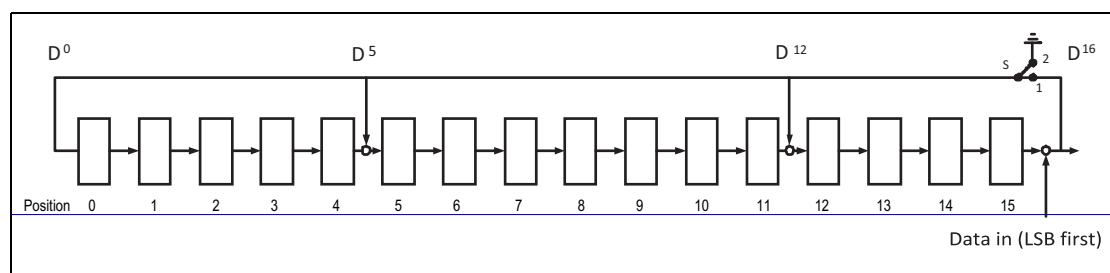 D0 D5 D12 D16
S 2
1
Position 0 1 2 3 4 5 6 7 8 9 10 11 12 13 14 15
Data in (LSB first)